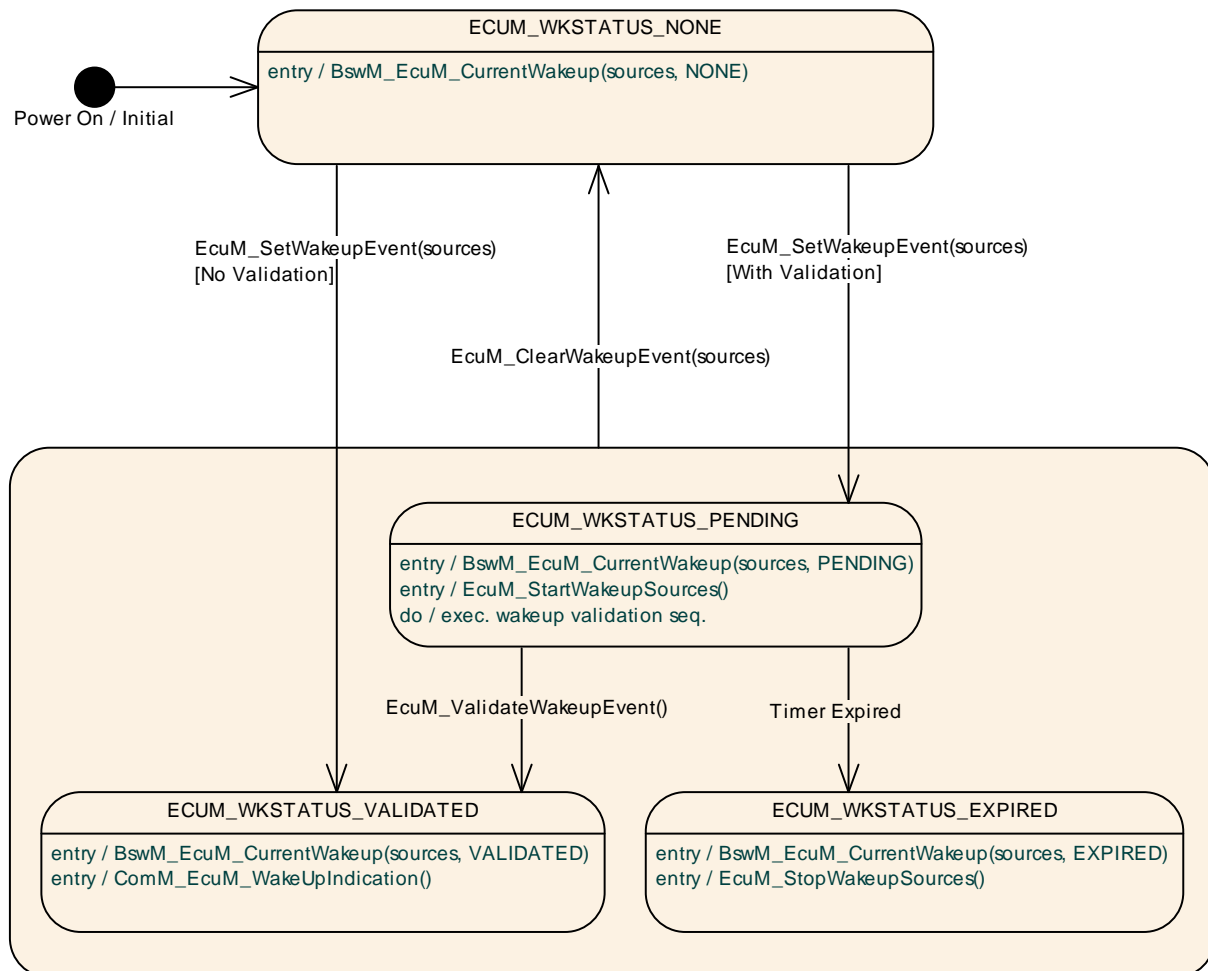 ECUM_WKSTATUS_NONE
entry / BswM_EcuM_CurrentWakeup(sources, NONE)
Power On / Initial
EcuM_SetWakeupEvent(sources)
[No Validation]
EcuM_SetWakeupEvent(sources)
[With Validation]
EcuM_ClearWakeupEvent(sources)
ECUM_WKSTATUS_PENDING
entry / BswM_EcuM_CurrentWakeup(sources, PENDING)
entry / EcuM_StartWakeupSources()
do / exec. wakeup validation seq.
EcuM_ValidateWakeupEvent()
Timer Expired
ECUM_WKSTATUS_VALIDATED
entry / BswM_EcuM_CurrentWakeup(sources, VALIDATED)
entry / ComM_EcuM_WakeUpIndication()
ECUM_WKSTATUS_EXPIRED
entry / BswM_EcuM_CurrentWakeup(sources, EXPIRED)
entry / EcuM_StopWakeupSources()